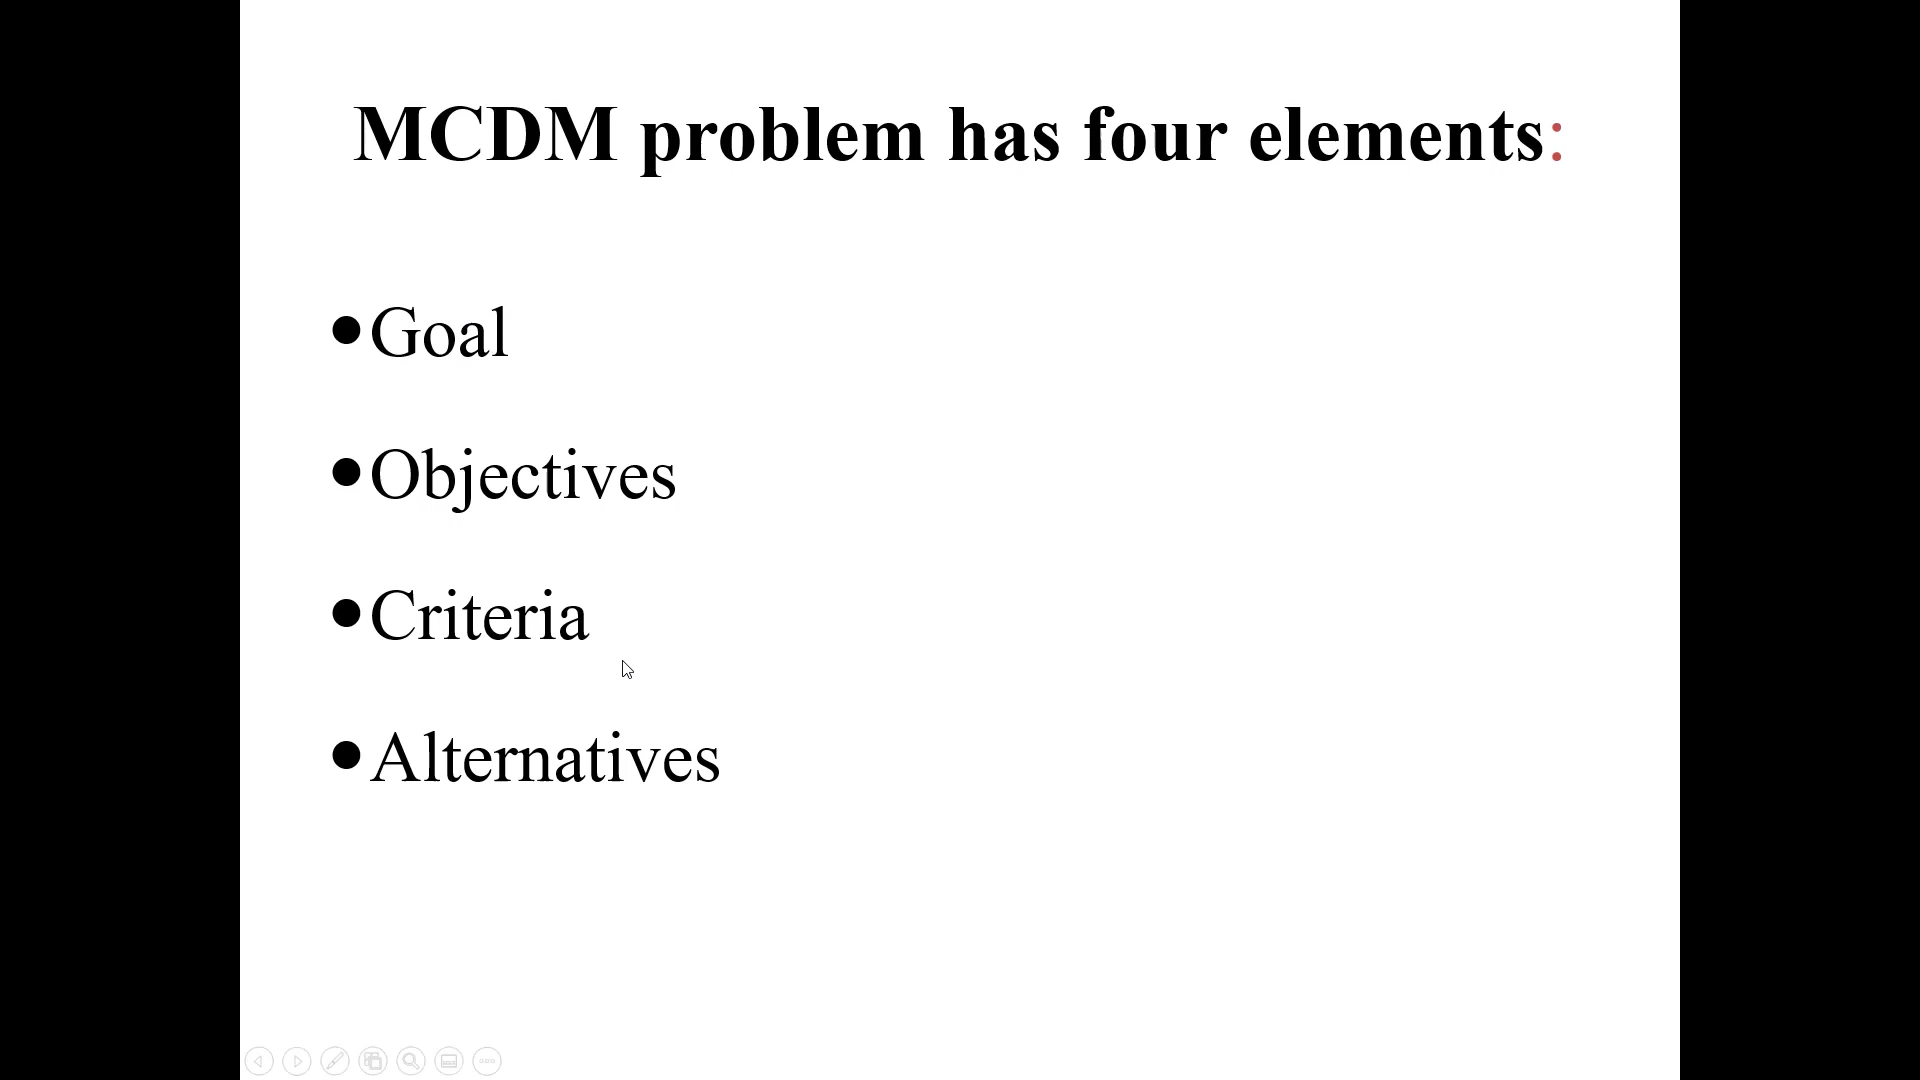 MCDM problem has four elements:
•Goal
•Objectives
•Criteria
•Alternatives